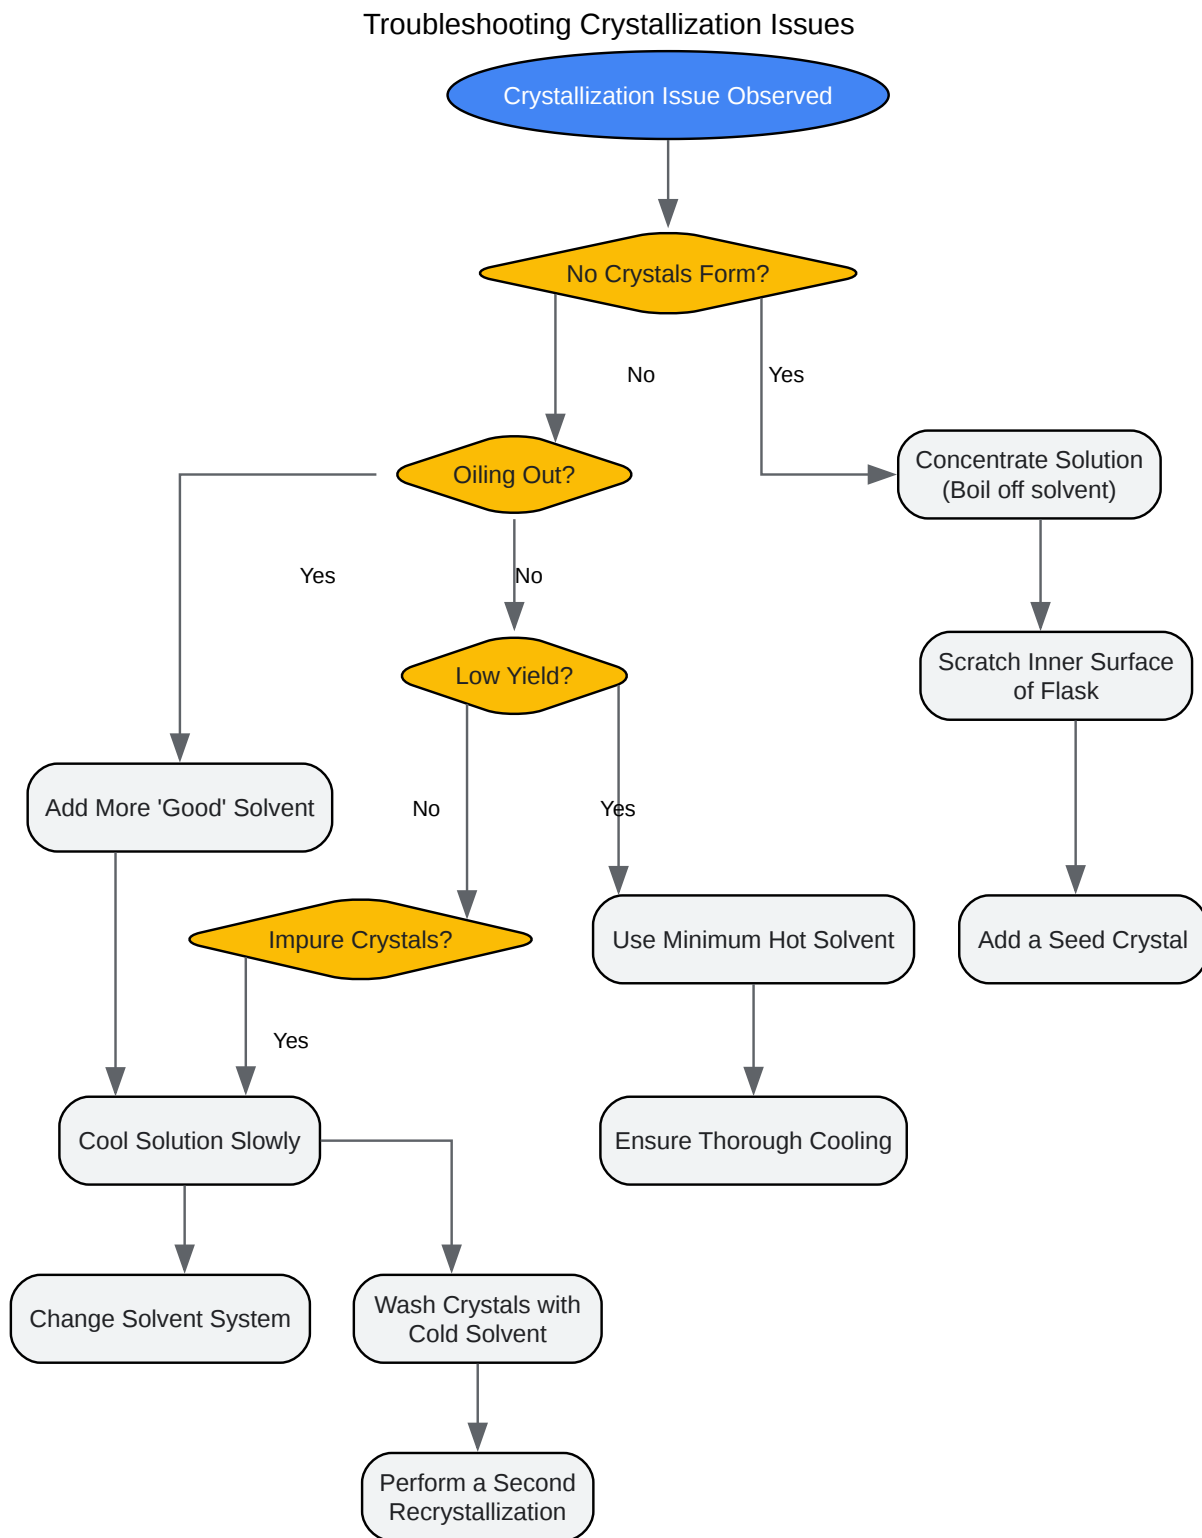 Troubleshooting Crystallization Issues
Crystallization Issue Observed
No Crystals Form?
No
Yes
Oiling Out?
Concentrate Solution
(Boil off solvent)
Yes
No
Low Yield?
Scratch Inner Surface
of Flask
Add More 'Good' Solvent
No
Yes
Impure Crystals?
Use Minimum Hot Solvent
Add a Seed Crystal
Yes
Cool Solution Slowly
Ensure Thorough Cooling
Change Solvent System
Wash Crystals with
Cold Solvent
Perform a Second
Recrystallization